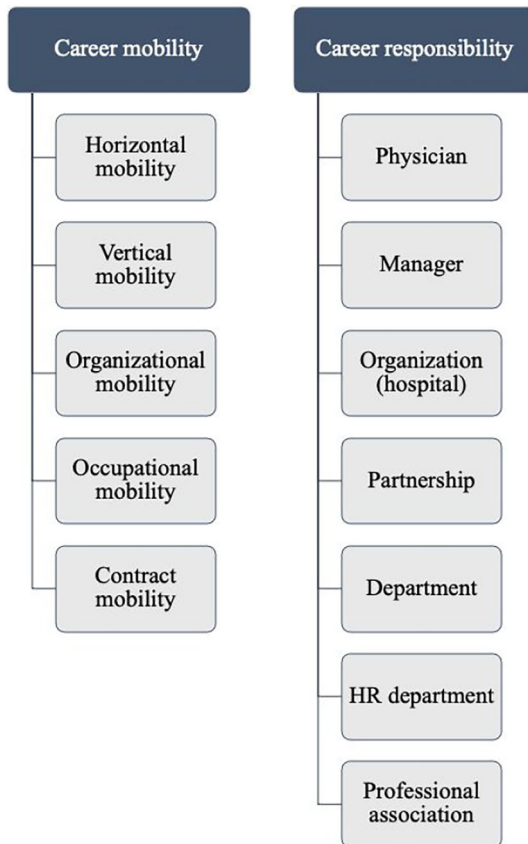 Career mobility
Horizontal
mobility
Vertical
mobility
Organizational
mobility
Occupational
mobility
Contract
mobility
Career responsibility
Physician
Manager
Organization
(hospital)
Partnership
Department
HR department
Professional
association